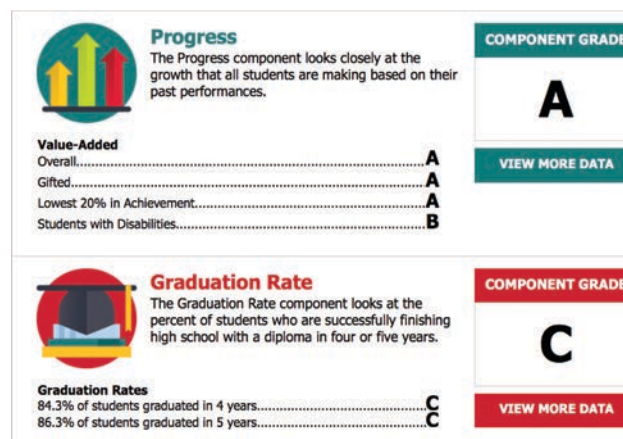 Progress
The Progress component looks closely at the
growth that all students are making based on their
past performances.
COMPONENT GRADE
A
VIEW MORE DATA
Value-Added
Overall....................................................................................A
Gifted......................................................................................A
Lowest 20% in Achievement.......................................................A
Students with Disabilities............................................................B
Graduation Rate
The Graduation Rate component looks at the
percent of students who are successfully finishing
high school with a diploma in four or five years.
COMPONENT GRADE
C
VIEW MORE DATA
Graduation Rates
84.3% of students graduated in 4 years.........................................C
86.3% of students graduated in 5 years.........................................C